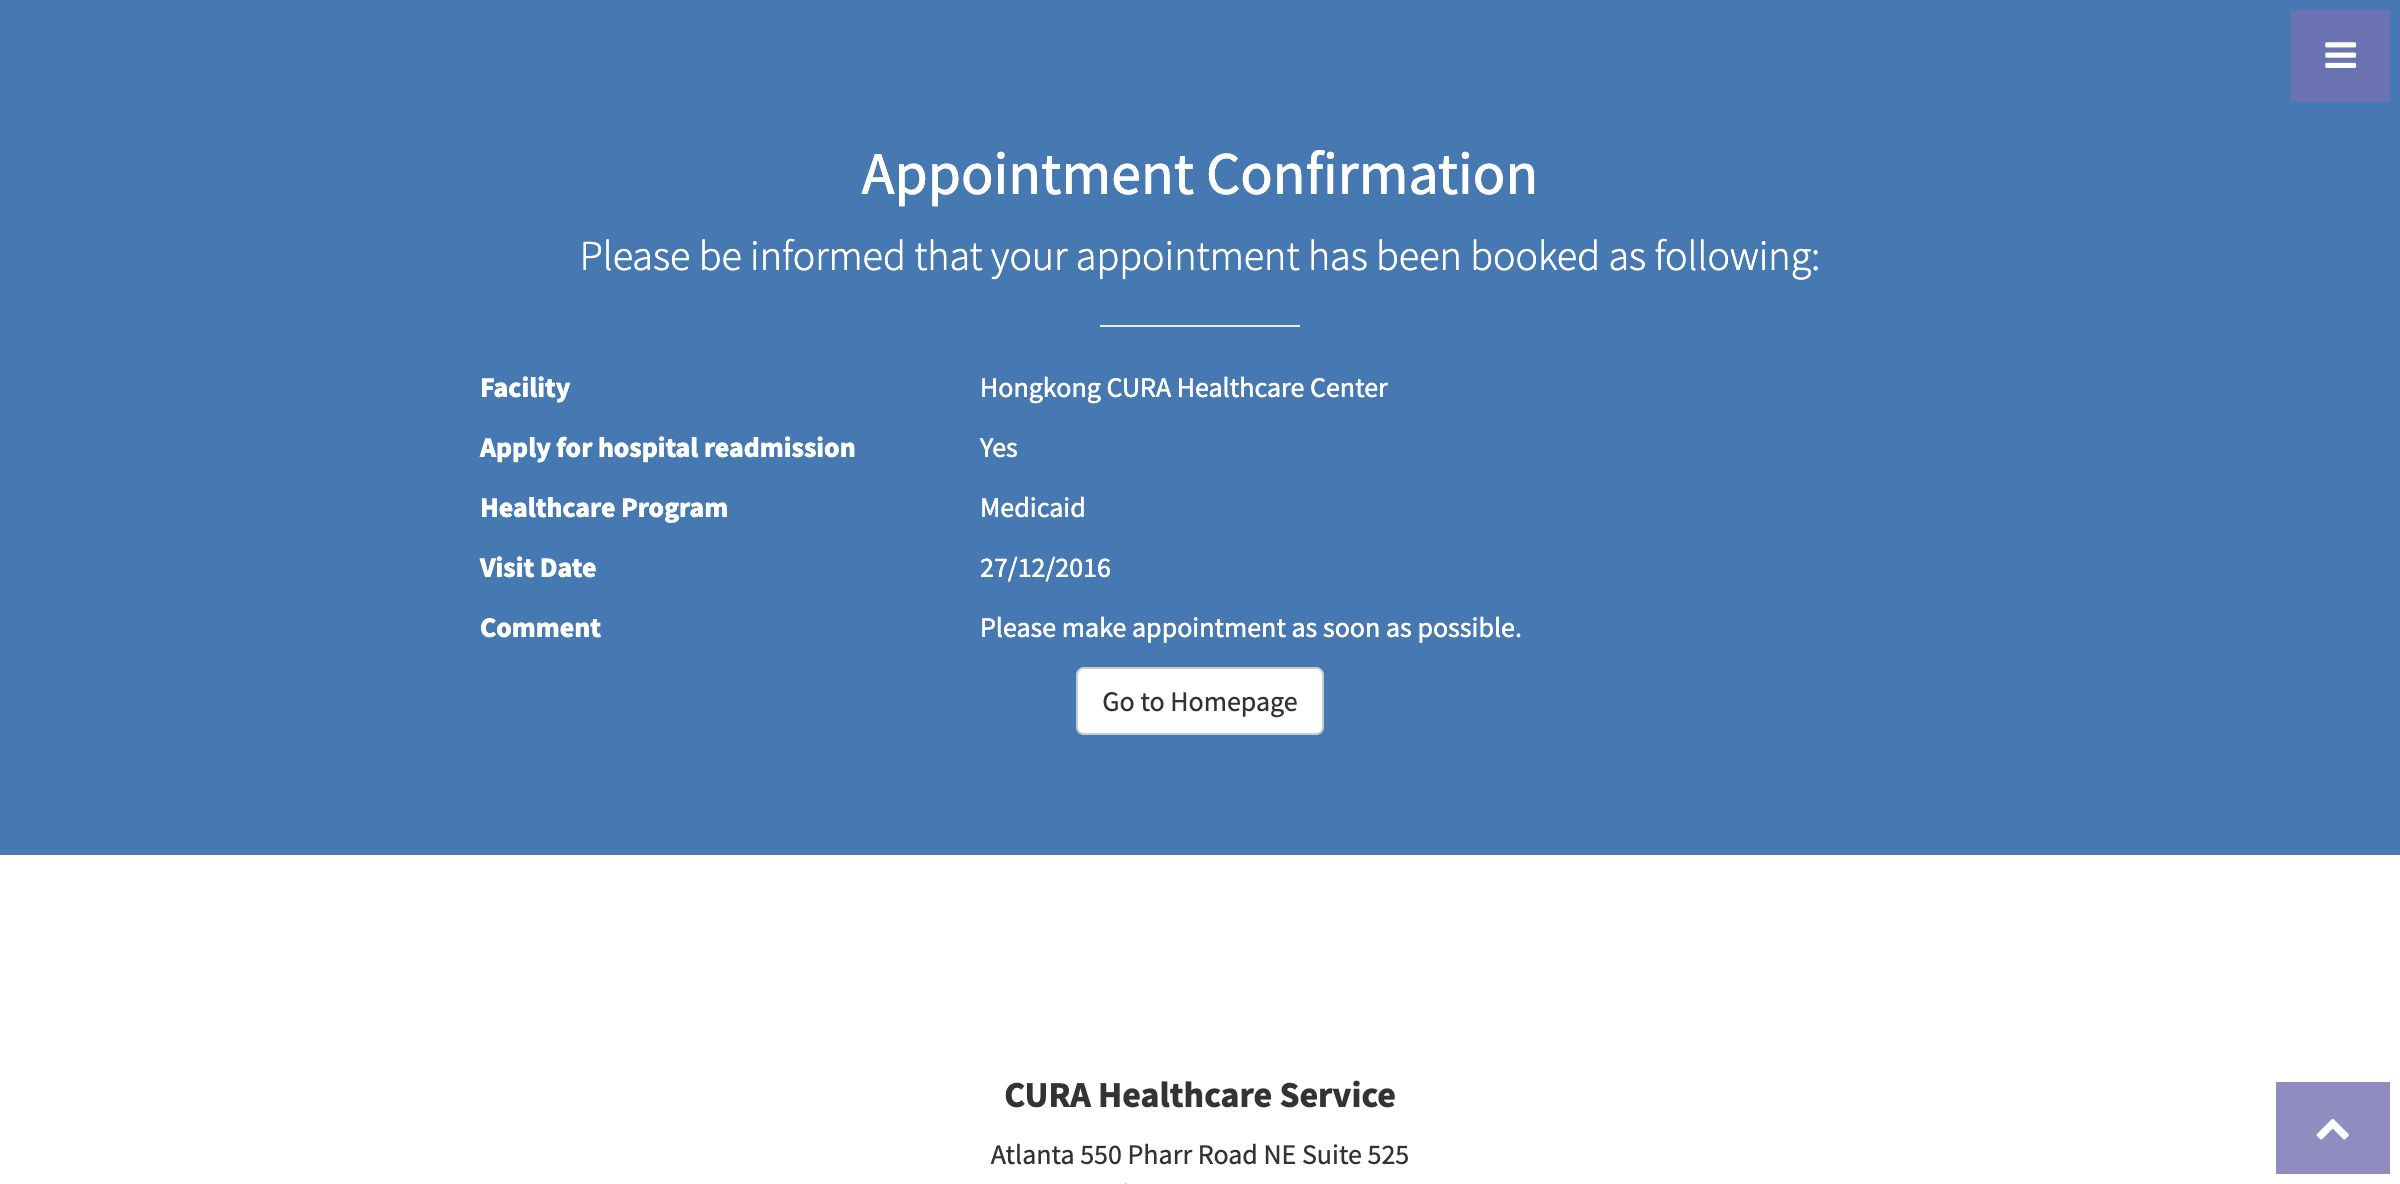 Appointment Confirmation
Please be informed that your appointment has been booked as following:
Facility Hongkong CURA Healthcare Center
Apply for hospital readmission Yes
Healthcare Program Medicaid
Visit Date 27/12/2016
Comment Please make appointment as soon as possible.
Go to Homepage
CURA Healthcare Service
Atlanta 550 Pharr Road NE Suite 525